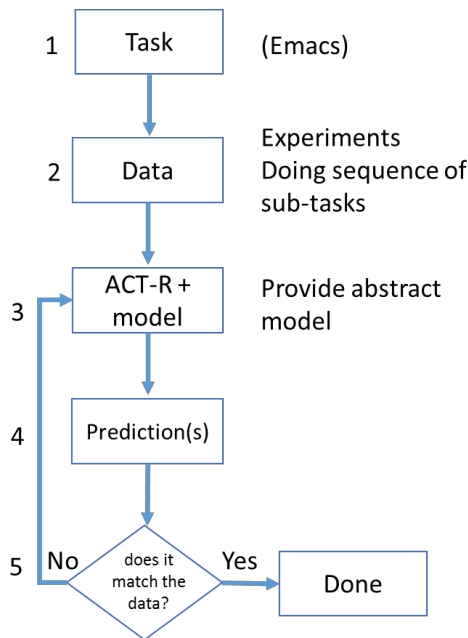 1
Task
(Emacs)
2
Data
Experiments
Doing sequence of
sub-tasks
3
ACT-R +
model
Provide abstract
model
4
Prediction(s)
5
No
does it
match the
data?
Yes
Done